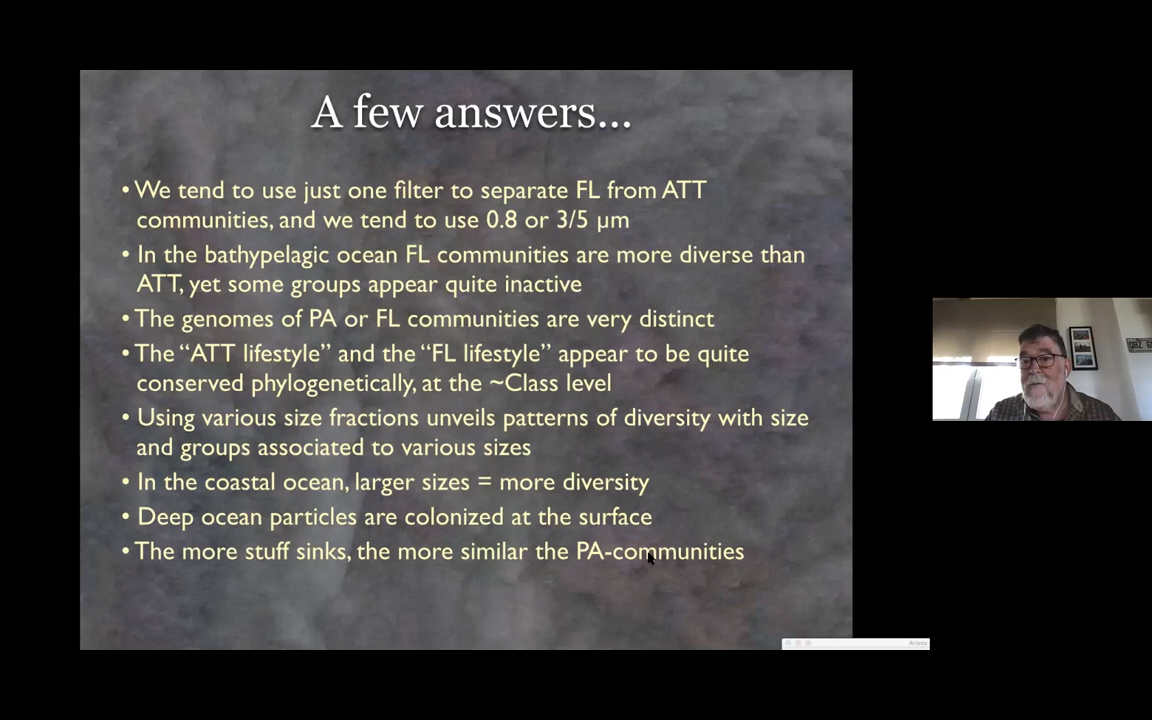 A few answers...
• We tend to use just one filter to separate FL from ATT
communities, and we tend to use 0.8 or 3/5 µm
• In the bathypelagic ocean FL communities are more diverse than
ATT, yet some groups appear quite inactive
• The genomes of PA or FL communities are very distinct
• The “ATT lifestyle” and the “FL lifestyle” appear to be quite
conserved phylogenetically, at the ~Class level
• Using various size fractions unveils patterns of diversity with size
and groups associated to various sizes
• In the coastal ocean, larger sizes = more diversity
• Deep ocean particles are colonized at the surface
• The more stuff sinks, the more similar the PA-communities